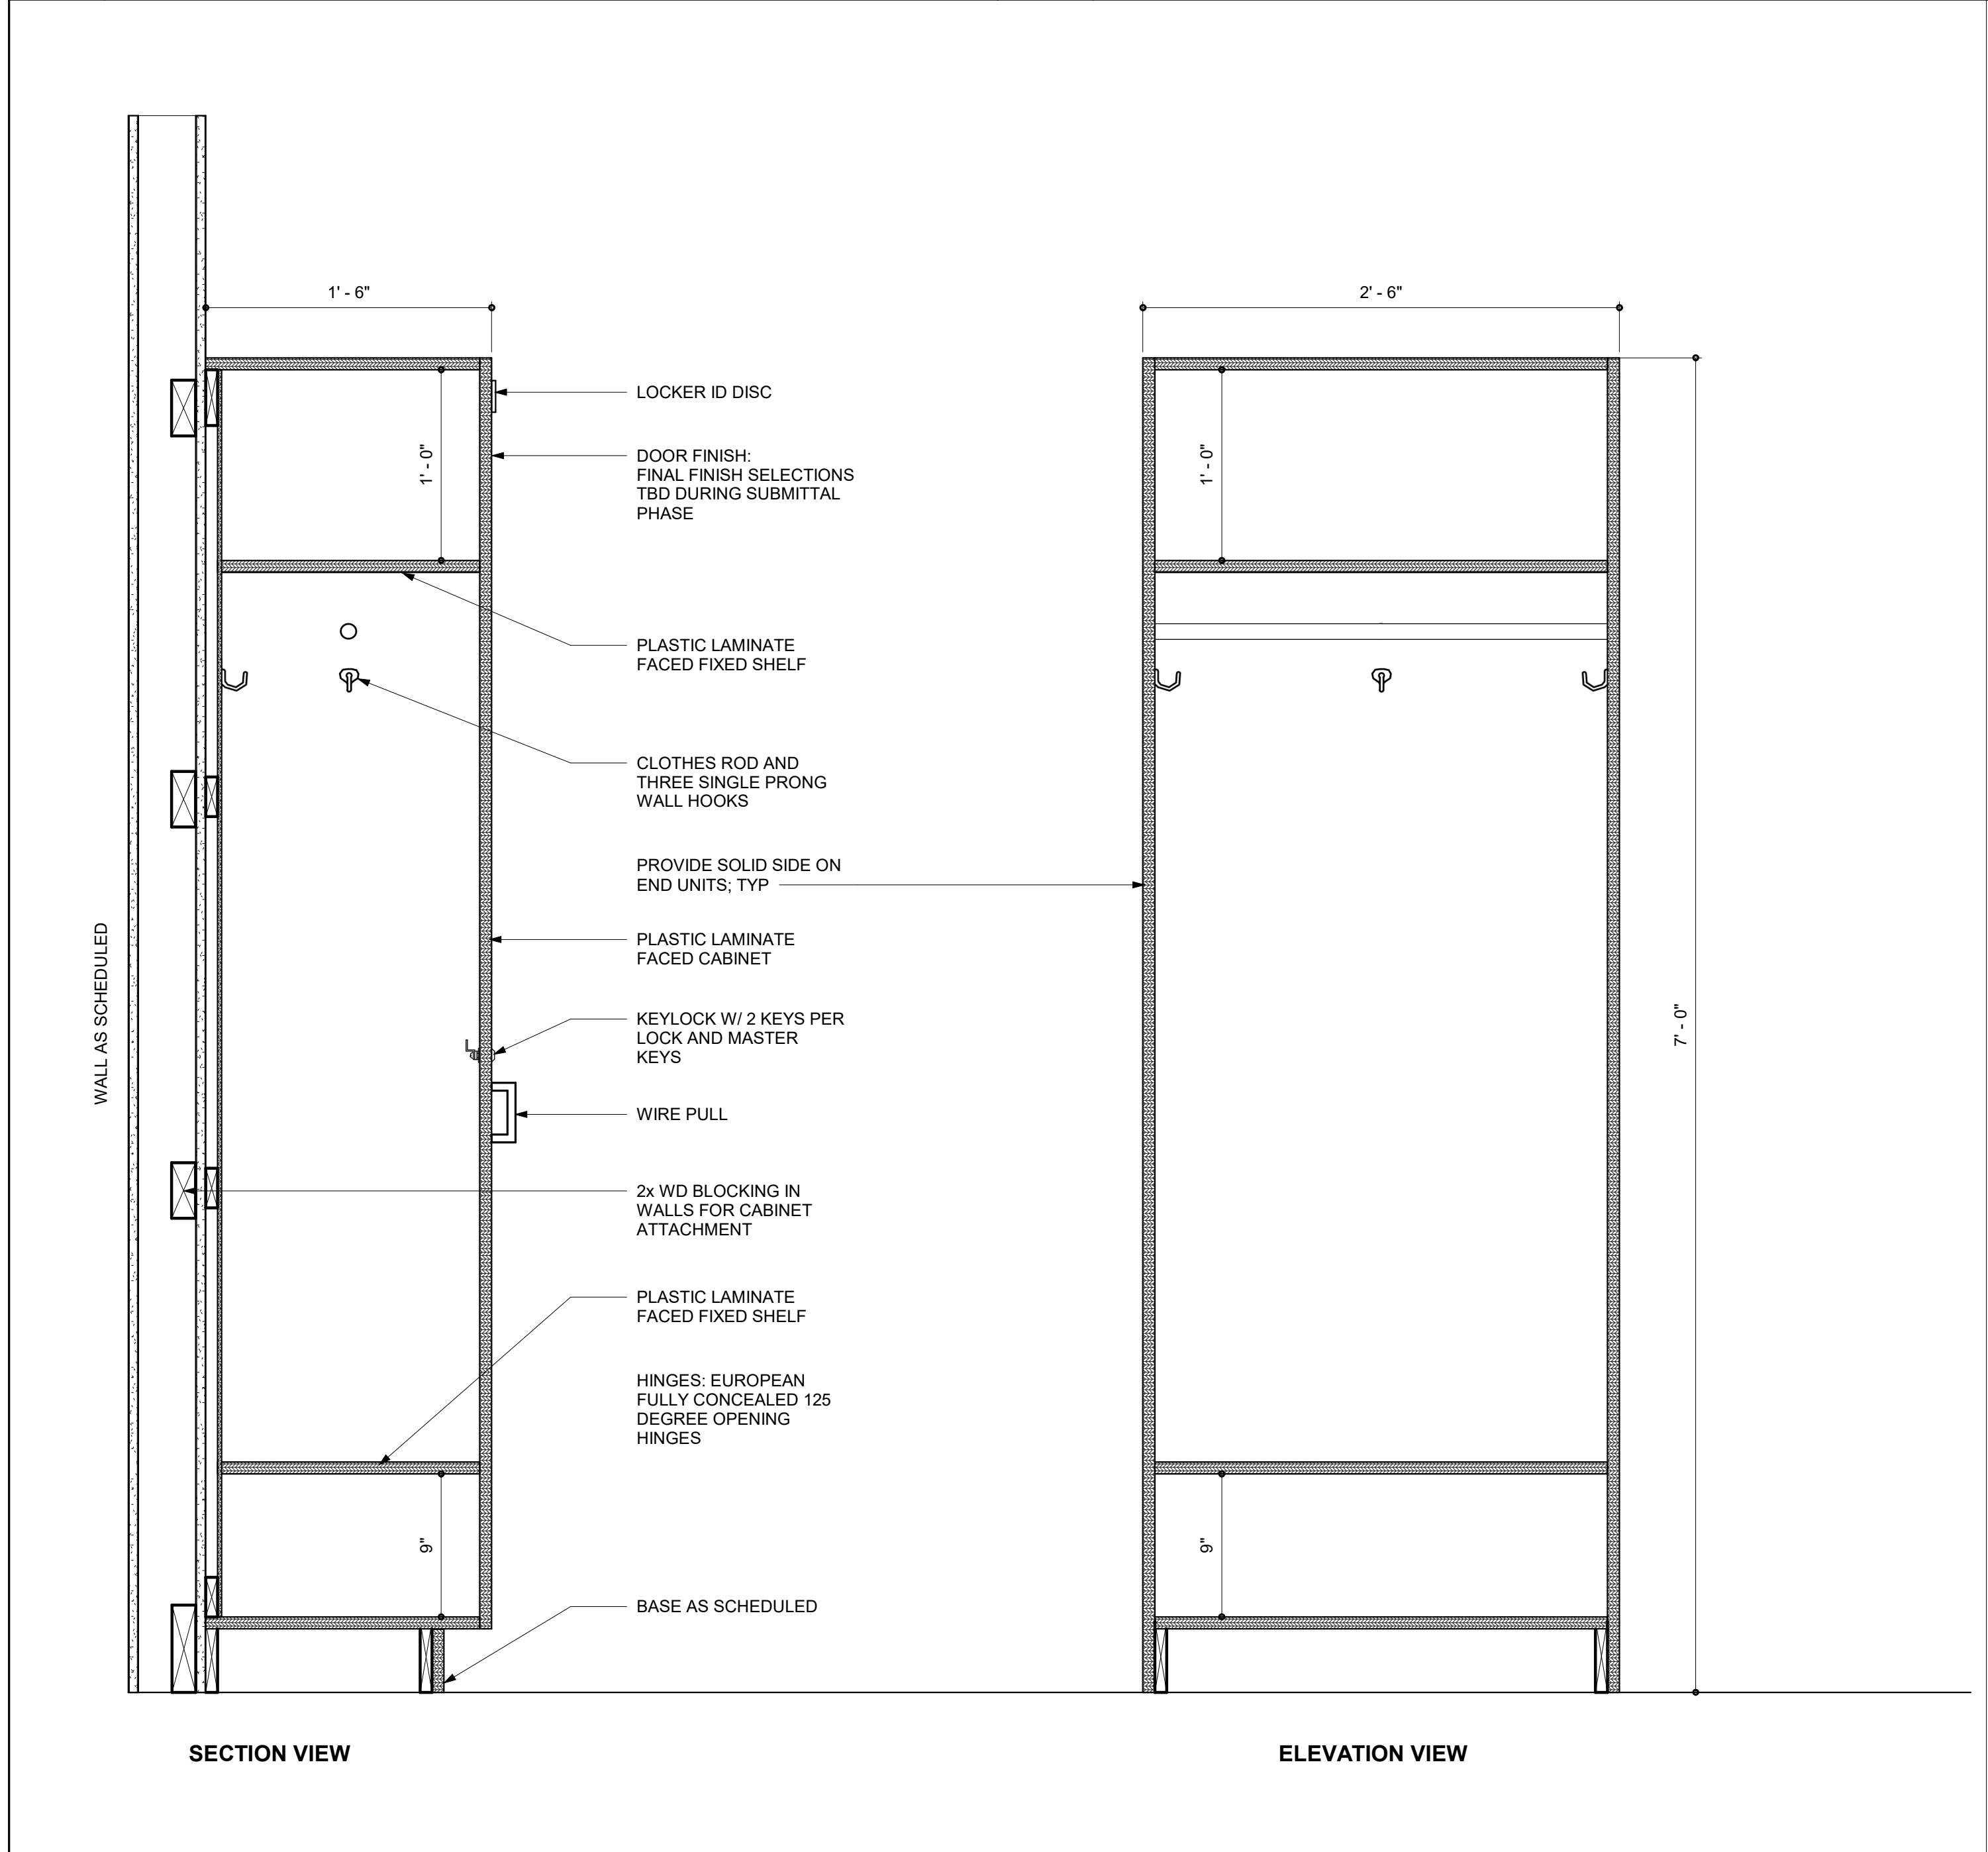 1' - 6"
2' - 6"
LOCKER ID DISC
1' - 0"
DOOR FINISH:
FINAL FINISH SELECTIONS
TBD DURING SUBMITTAL
PHASE
1' - 0"
PLASTIC LAMINATE
FACED FIXED SHELF
CLOTHES ROD AND
THREE SINGLE PRONG
WALL HOOKS
PROVIDE SOLID SIDE ON
END UNITS; TYP
PLASTIC LAMINATE
FACED CABINET
WALL AS SCHEDULED
KEYLOCK W/ 2 KEYS PER
LOCK AND MASTER
KEYS
7' - 0"
WIRE PULL
2x WD BLOCKING IN
WALLS FOR CABINET
ATTACHMENT
PLASTIC LAMINATE
FACED FIXED SHELF
HINGES: EUROPEAN
FULLY CONCEALED 125
DEGREE OPENING
HINGES
9"
9"
BASE AS SCHEDULED
SECTION VIEW
ELEVATION VIEW